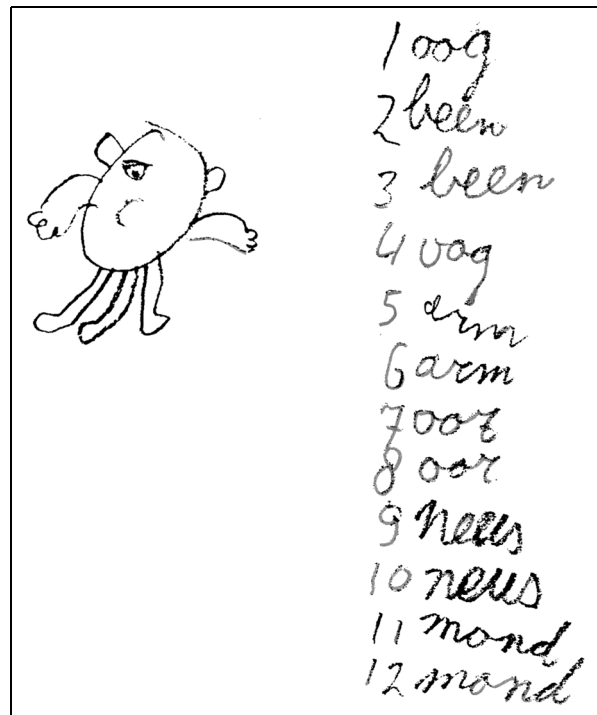 1 oog
2 been
3 been
4 oog
5 arm
6 arm
7 oor
8 oor
9 neus
10 neus
11 mond
12 mond